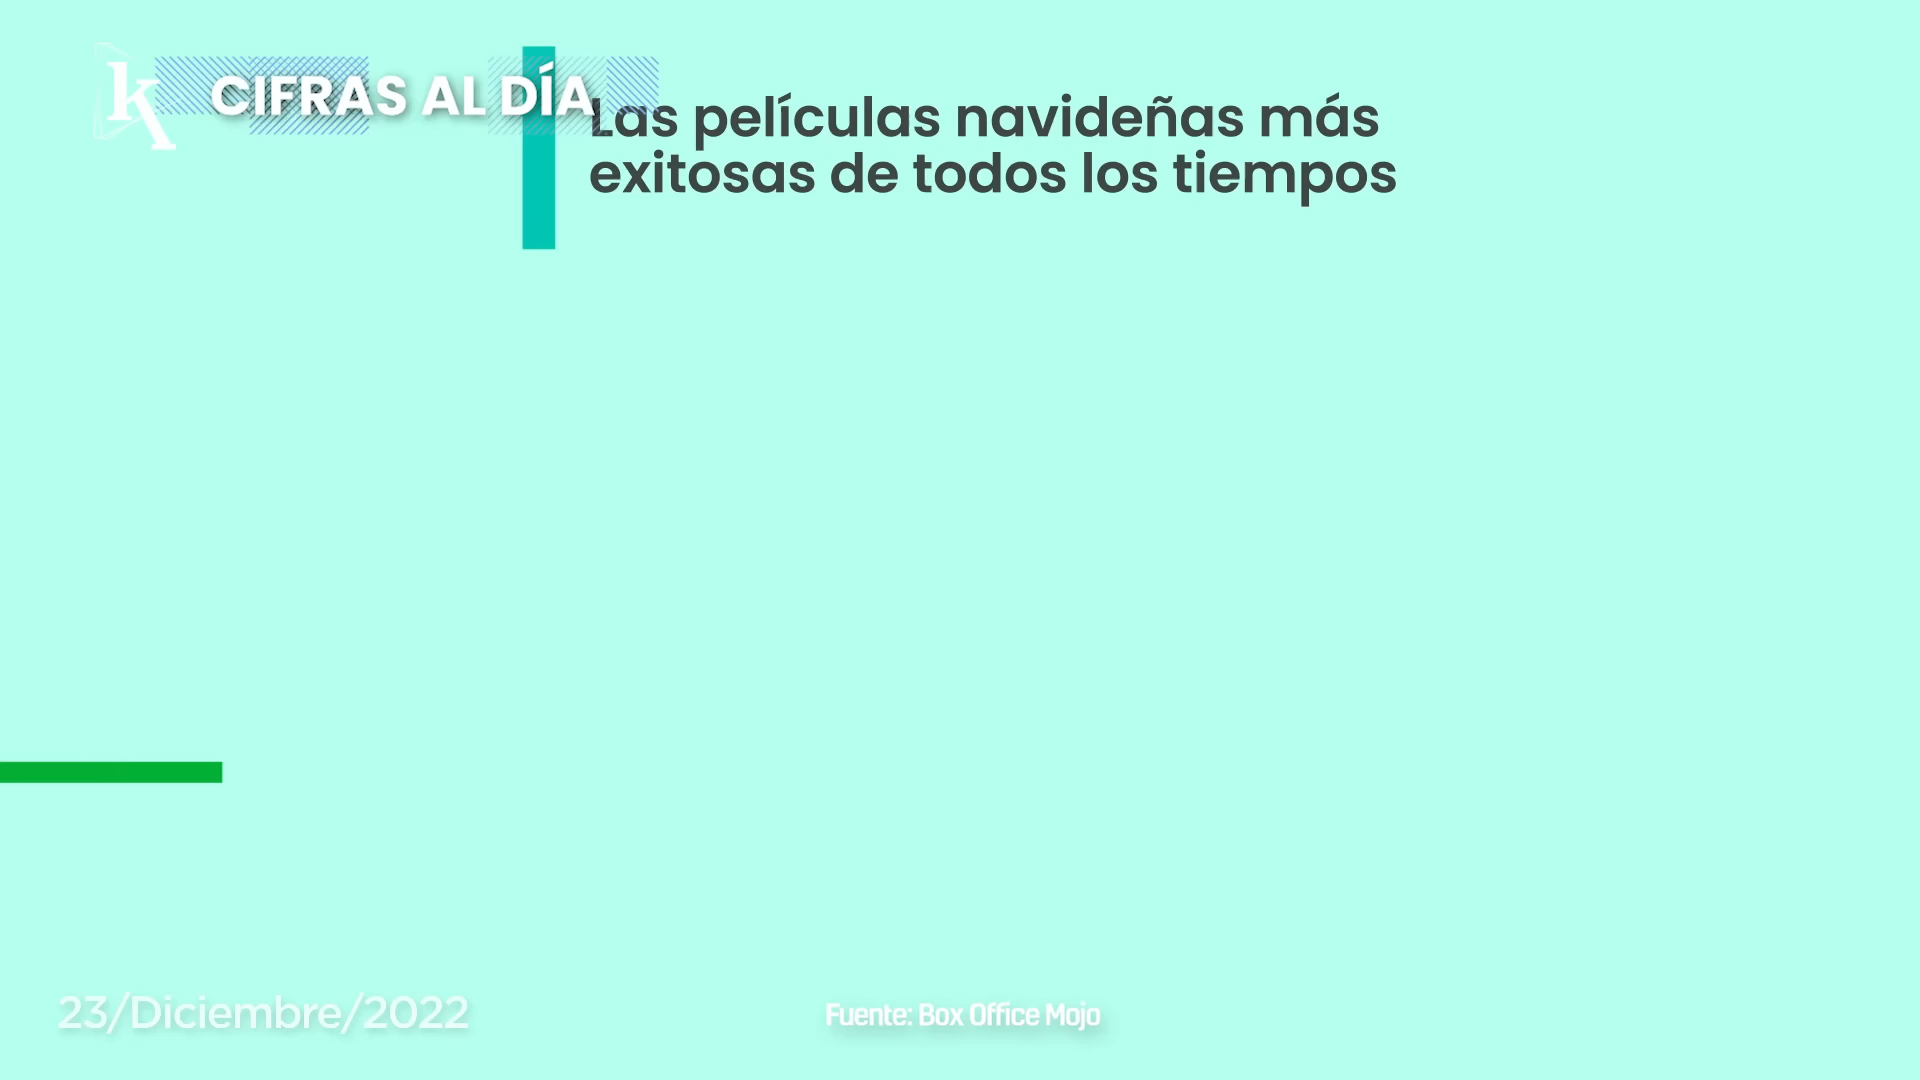 k
CIFRAS AL DÍA
Las películas navideñas más
exitosas de todos los tiempos
23/Diciembre/2022
Fuente: Box Office Mojo